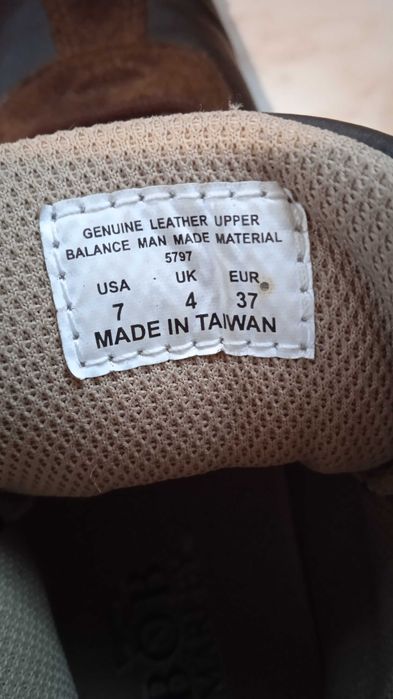 GENUINE LEATHER UPPER
BALANCE MAN MADE MATERIAL
5797
USA UK EUR
7 4 37
MADE IN TAIWAN